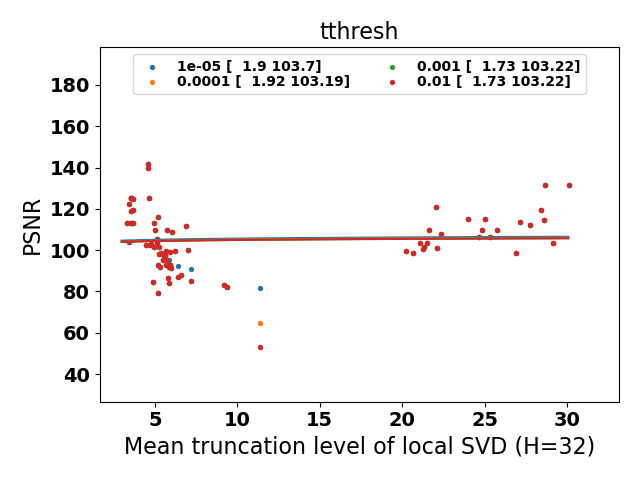 tthresh
1e-05 [  1.9 103.7]
0.0001 [  1.92 103.19]
0.001 [  1.73 103.22]
0.01 [  1.73 103.22]
PSNR
180
160
140
120
100
80
60
40
5 10 15 20 25 30
Mean truncation level of local SVD (H=32)